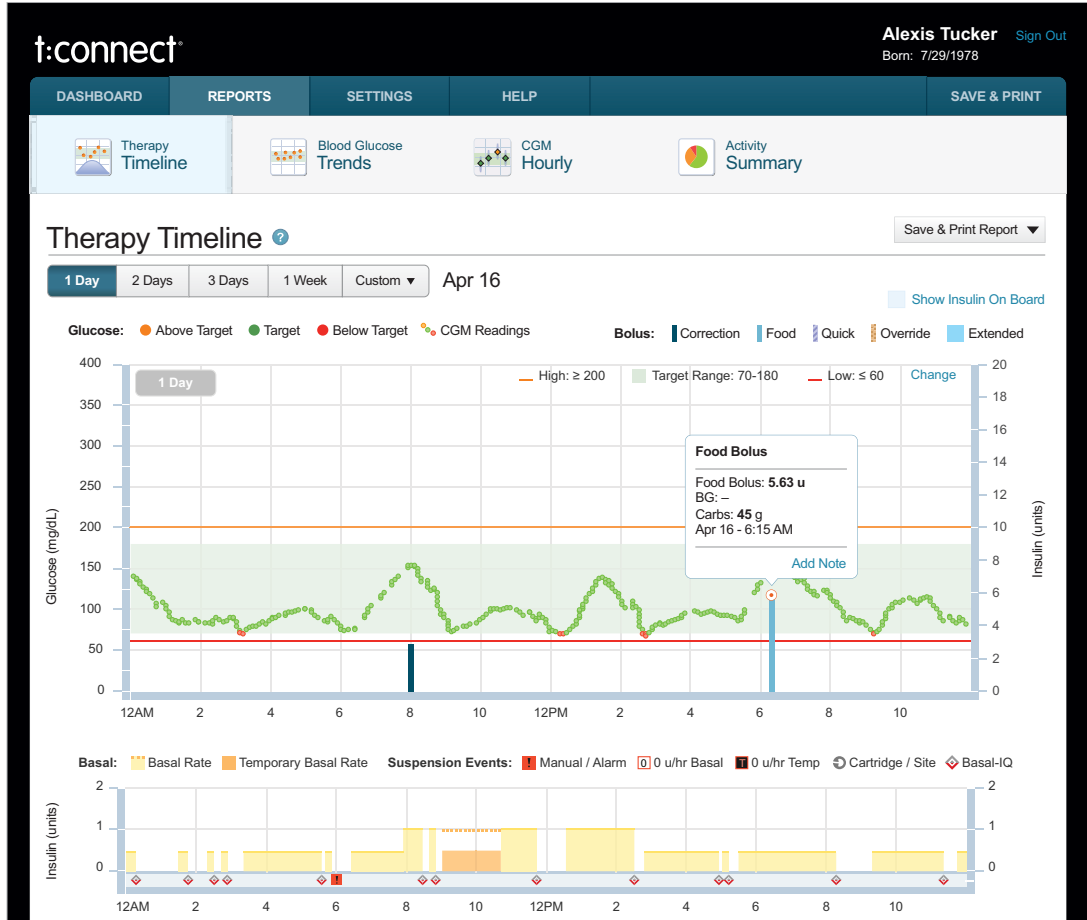 t:connect
Alexis Tucker Sign Out
Born: 7/29/1978
DASHBOARD REPORTS SETTINGS HELP SAVE & PRINT
Therapy
Timeline
Blood Glucose
Trends
CGM
Hourly
Activity
Summary
Therapy Timeline ?
Save & Print Report
1 Day 2 Days 3 Days 1 Week Custom Apr 16
Show Insulin On Board
Glucose: Above Target Target Below Target CGM Readings
Bolus: Correction Food Quick Override Extended
1 Day
High: ≥ 200 Target Range: 70-180 Low: ≤ 60 Change
Glucose (mg/dL)
400
350
300
250
200
150
100
50
0
Food Bolus
Food Bolus: 5.63 u
BG: –
Carbs: 45 g
Apr 16 - 6:15 AM
Add Note
20
18
16
14
12
10
8
6
4
2
0
Insulin (units)
12AM 2 4 6 8 10 12PM 2 4 6 8 10
Basal: Basal Rate Temporary Basal Rate Suspension Events: ! Manual / Alarm 0 0 u/hr Basal T 0 u/hr Temp Cartridge / Site Basal-IQ
Insulin (units)
2
1
0
2
1
0
!
12AM 2 4 6 8 10 12PM 2 4 6 8 10